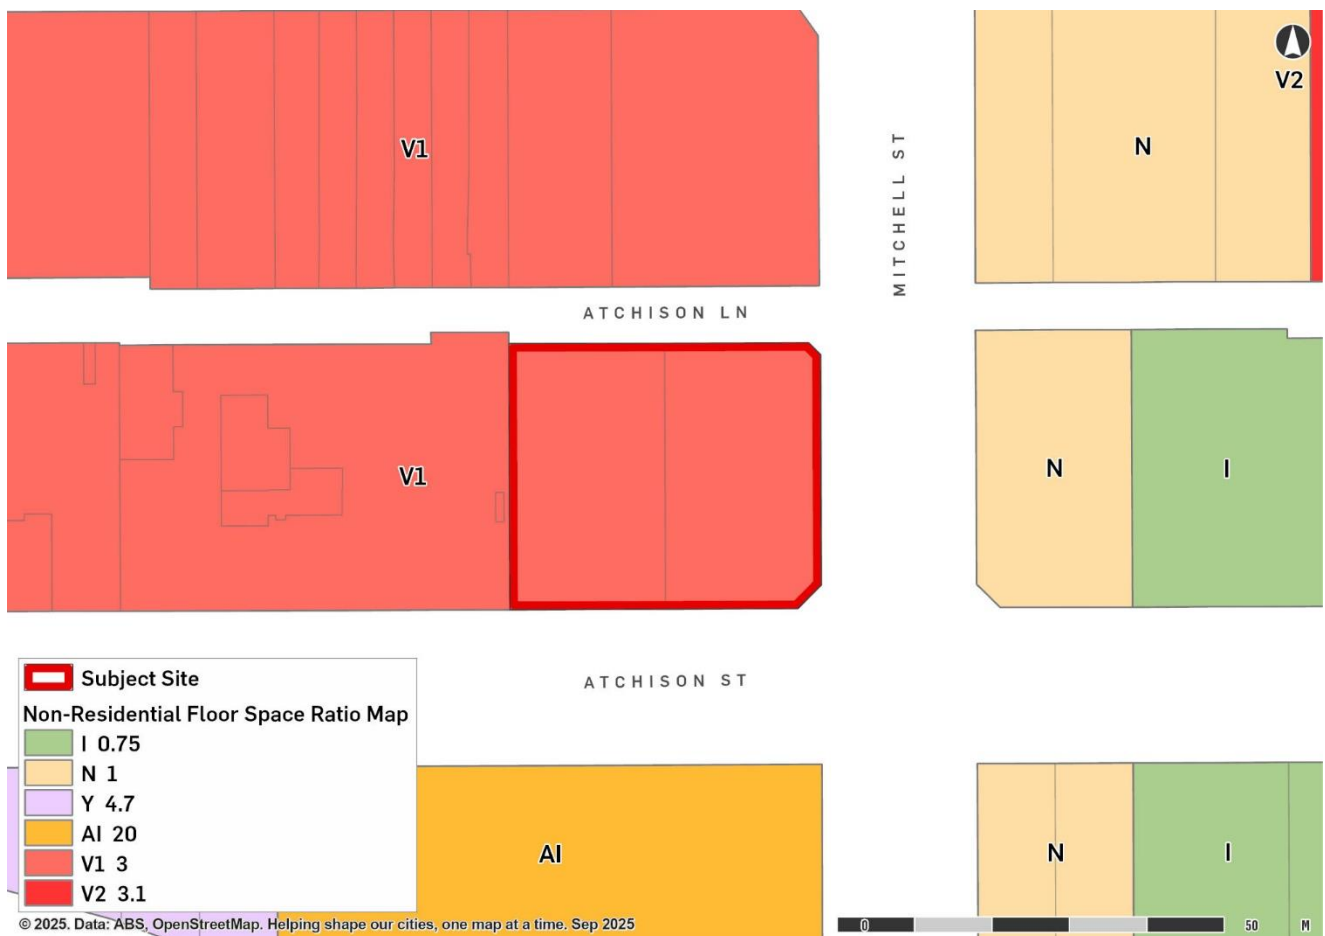 V1
N
V2
MITCHELL ST
ATCHISON LN
V1
N
I
ATCHISON ST
Subject Site
Non-Residential Floor Space Ratio Map
I 0.75
N 1
Y 4.7
AI 20
V1 3
V2 3.1
AI
N
I
© 2025. Data: ABS, OpenStreetMap. Helping shape our cities, one map at a time. Sep 2025
0 50 M